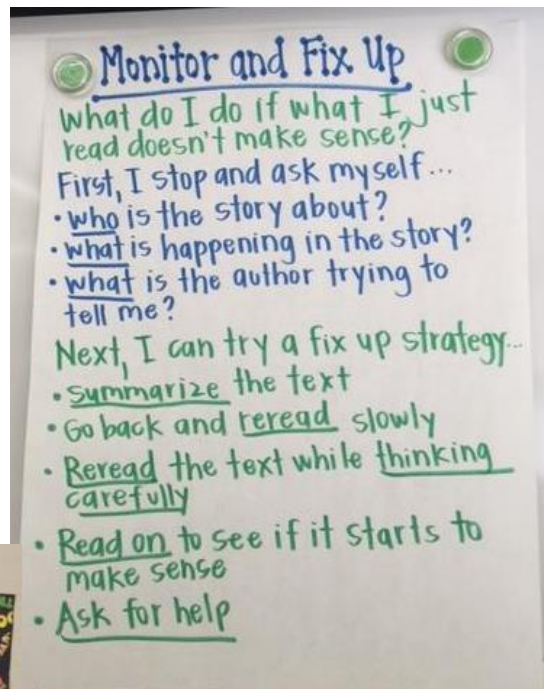 Monitor and Fix Up
What do I do if what I just
read doesn't make sense?
First, I stop and ask myself...
• who is the story about?
• what is happening in the story?
• what is the author trying to
tell me?
Next, I can try a fix up strategy...
• summarize the text
• Go back and reread slowly
• Reread the text while thinking
carefully
• Read on to see if it starts to
make sense
• Ask for help